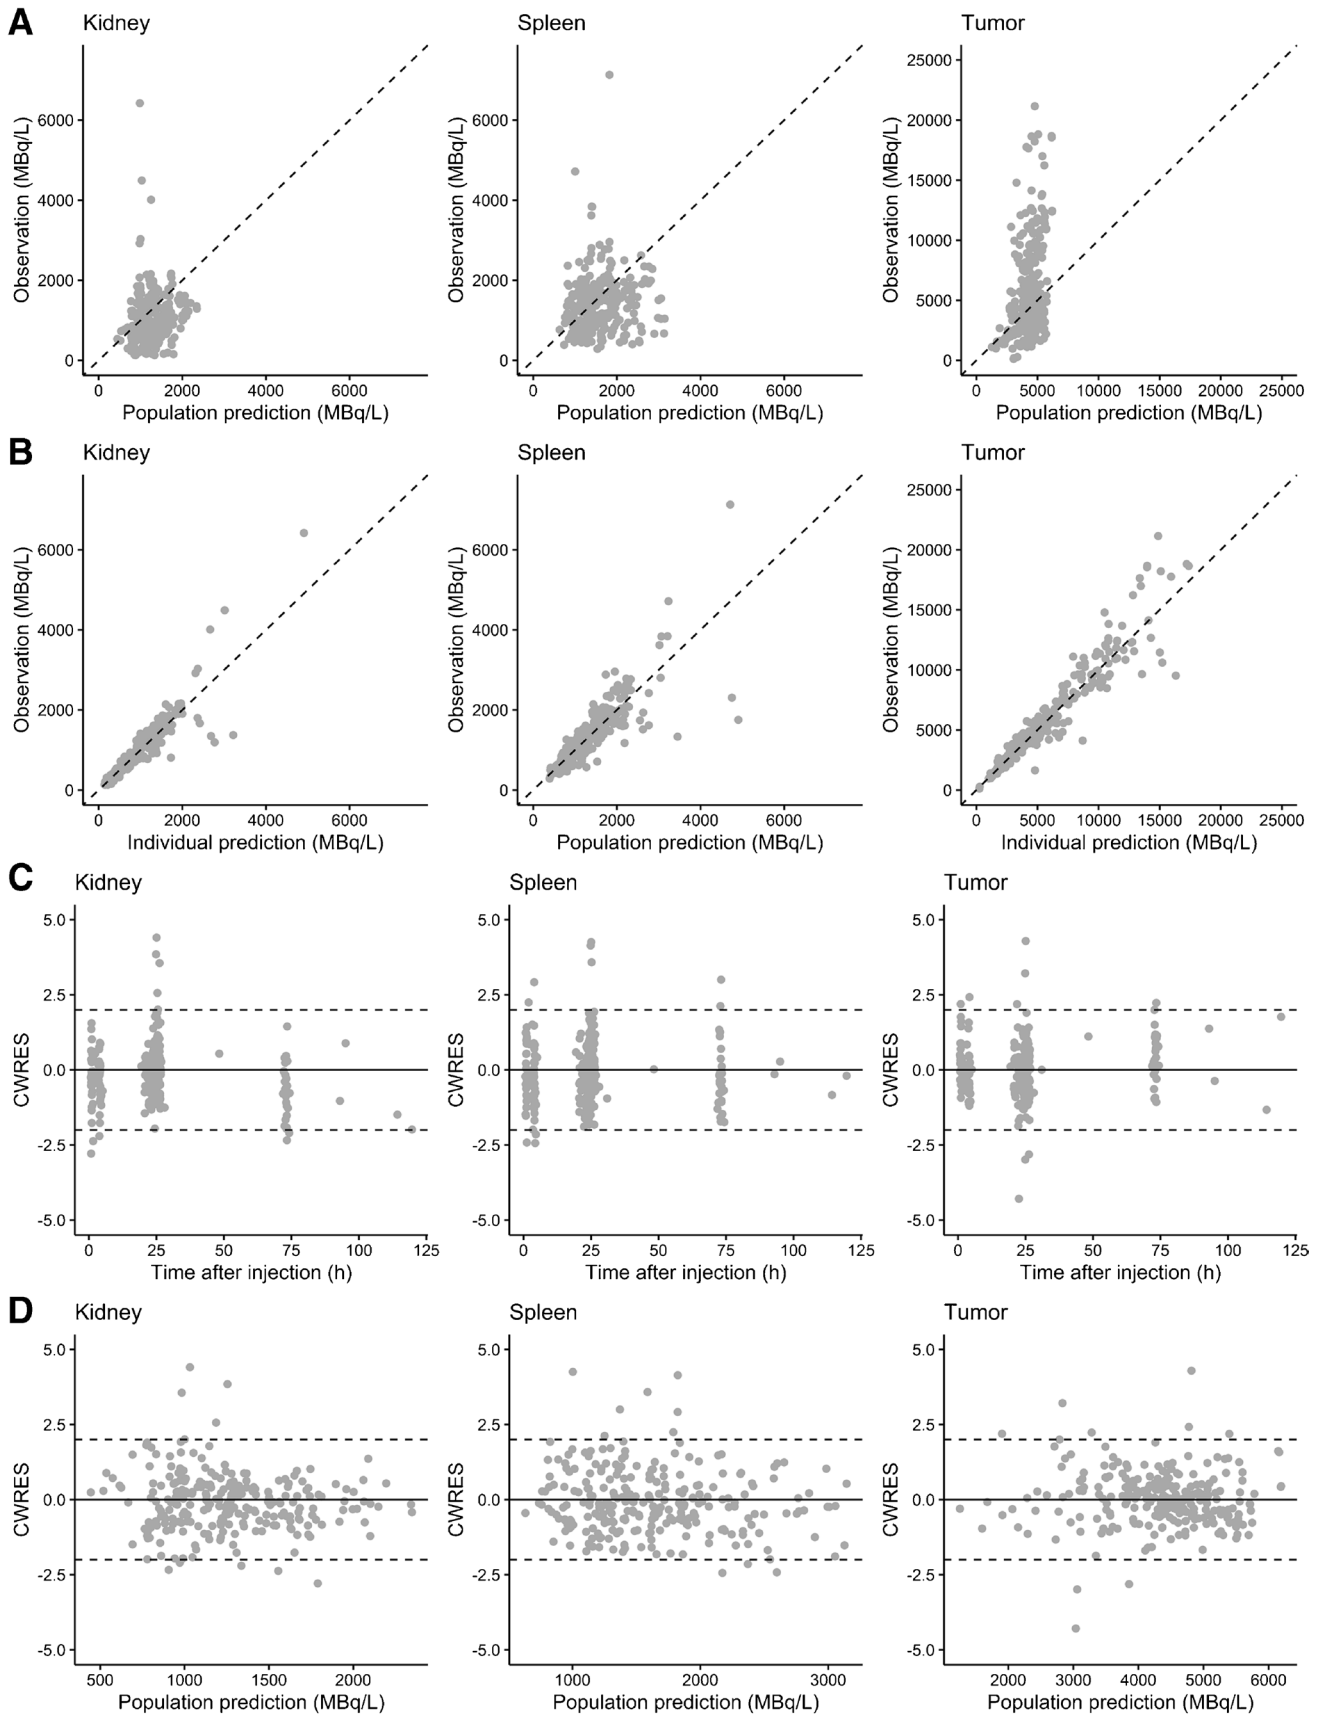 A
Kidney
Spleen
Tumor
Observation (MBq/L)
6000
4000
2000
0
0
2000
4000
6000
Population prediction (MBq/L)
Observation (MBq/L)
6000
4000
2000
0
0
2000
4000
6000
Population prediction (MBq/L)
Observation (MBq/L)
25000
20000
15000
10000
5000
0
0
5000
10000
15000
20000
25000
Population prediction (MBq/L)
B
Kidney
Spleen
Tumor
Observation (MBq/L)
6000
4000
2000
0
0
2000
4000
6000
Individual prediction (MBq/L)
Observation (MBq/L)
6000
4000
2000
0
0
2000
4000
6000
Population prediction (MBq/L)
Observation (MBq/L)
25000
20000
15000
10000
5000
0
0
5000
10000
15000
20000
25000
Individual prediction (MBq/L)
C
Kidney
Spleen
Tumor
CWRES
5.0
2.5
0.0
-2.5
-5.0
0
25
50
75
100
125
Time after injection (h)
CWRES
5.0
2.5
0.0
-2.5
-5.0
0
25
50
75
100
125
Time after injection (h)
CWRES
5.0
2.5
0.0
-2.5
-5.0
0
25
50
75
100
125
Time after injection (h)
D
Kidney
Spleen
Tumor
CWRES
5.0
2.5
0.0
-2.5
-5.0
500
1000
1500
2000
Population prediction (MBq/L)
CWRES
5.0
2.5
0.0
-2.5
-5.0
1000
2000
3000
Population prediction (MBq/L)
CWRES
5.0
2.5
0.0
-2.5
-5.0
2000
3000
4000
5000
6000
Population prediction (MBq/L)